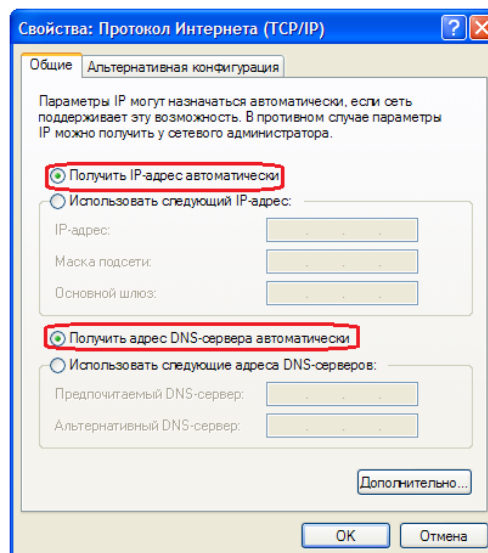 Свойства: Протокол Интернета (TCP/IP)
Общие Альтернативная конфигурация
Параметры IP могут назначаться автоматически, если сеть
поддерживает эту возможность. В противном случае параметры
IP можно получить у сетевого администратора.
Получить IP-адрес автоматически
Использовать следующий IP-адрес:
IP-адрес:
Маска подсети:
Основной шлюз:
Получить адрес DNS-сервера автоматически
Использовать следующие адреса DNS-серверов:
Предпочитаемый DNS-сервер:
Альтернативный DNS-сервер:
Дополнительно...
OK Отмена